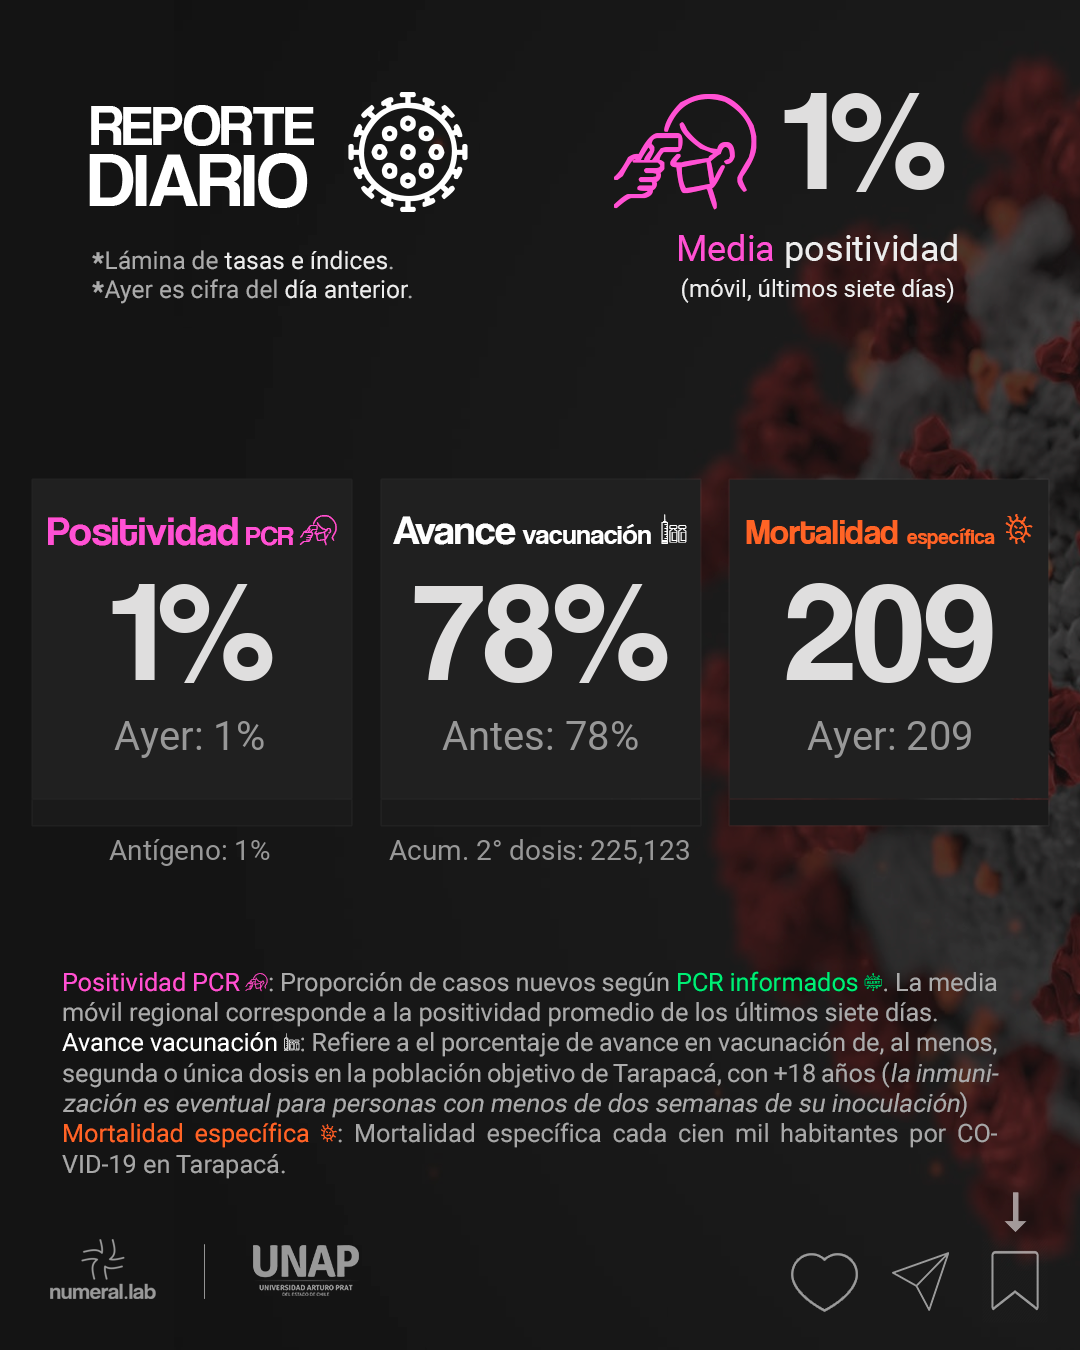 REPORTE
DIARIO
*Lámina de tasas e índices.
*Ayer es cifra del día anterior.
1%
Media positividad
(móvil, últimos siete días)
Positividad PCR
1%
Ayer: 1%
Antígeno: 1%
Avance vacunación
78%
Antes: 78%
Acum. 2° dosis: 225,123
Mortalidad específica
209
Ayer: 209
Positividad PCR : Proporción de casos nuevos según PCR informados . La media
móvil regional corresponde a la positividad promedio de los últimos siete días.
Avance vacunación : Refiere a el porcentaje de avance en vacunación de, al menos,
segunda o única dosis en la población objetivo de Tarapacá, con +18 años (la inmuni-
zación es eventual para personas con menos de dos semanas de su inoculación)
Mortalidad específica : Mortalidad específica cada cien mil habitantes por CO-
VID-19 en Tarapacá.
numeral.lab
UNAP
UNIVERSIDAD ARTURO PRAT
DEL ESTADO DE CHILE